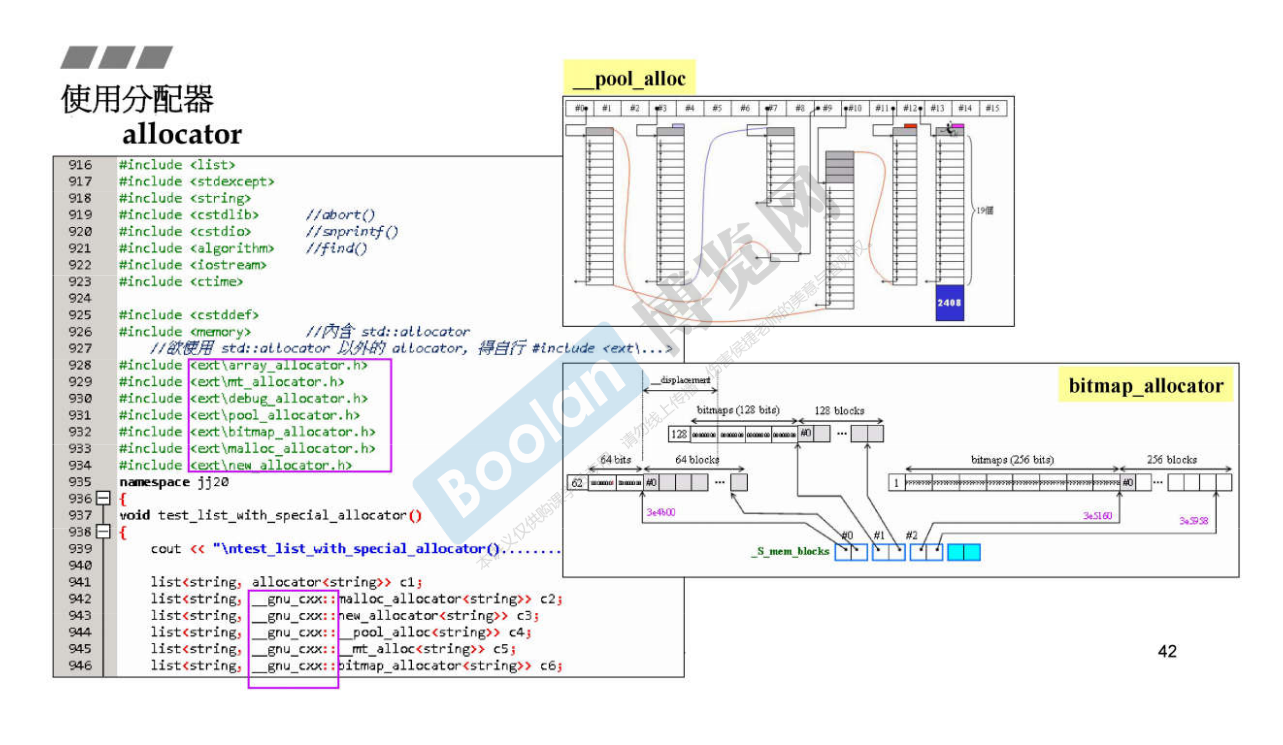 使用分配器
allocator
916 #include <list>
917 #include <stdexcept>
918 #include <string>
919 #include <cstdlib> //abort()
920 #include <cstdio> //snprintf()
921 #include <algorithm> //find()
922 #include <iostream>
923 #include <ctime>
924
925 #include <cstddef>
926 #include <memory> //內含 std::allocator
927 //欲使用 std::allocator 以外的 allocator, 得自行 #include <ext\...>
928 #include <ext\array_allocator.h>
929 #include <ext\mt_allocator.h>
930 #include <ext\debug_allocator.h>
931 #include <ext\pool_allocator.h>
932 #include <ext\bitmap_allocator.h>
933 #include <ext\malloc_allocator.h>
934 #include <ext\new_allocator.h>
935 namespace jj20
936 {
937 void test_list_with_special_allocator()
938 {
939 cout << "\ntest_list_with_special_allocator()........
940
941 list<string, allocator<string>> c1;
942 list<string, __gnu_cxx::malloc_allocator<string>> c2;
943 list<string, __gnu_cxx::new_allocator<string>> c3;
944 list<string, __gnu_cxx::__pool_alloc<string>> c4;
945 list<string, __gnu_cxx::__mt_alloc<string>> c5;
946 list<string, __gnu_cxx::bitmap_allocator<string>> c6;
__pool_alloc
#0 #1 #2 #3 #4 #5 #6 #7 #8 #9 #10 #11 #12 #13 #14 #15
19個
2408
bitmap_allocator
__displacement
bitmaps (128 bits) 128 blocks
128 #0 ...
64 bits 64 blocks
62 #0 ...
bitmaps (256 bits) 256 blocks
1 #0 ...
3e4b00
3e5160
3e5958
#0 #1 #2
_S_mem_blocks
Boolan 博览网
42